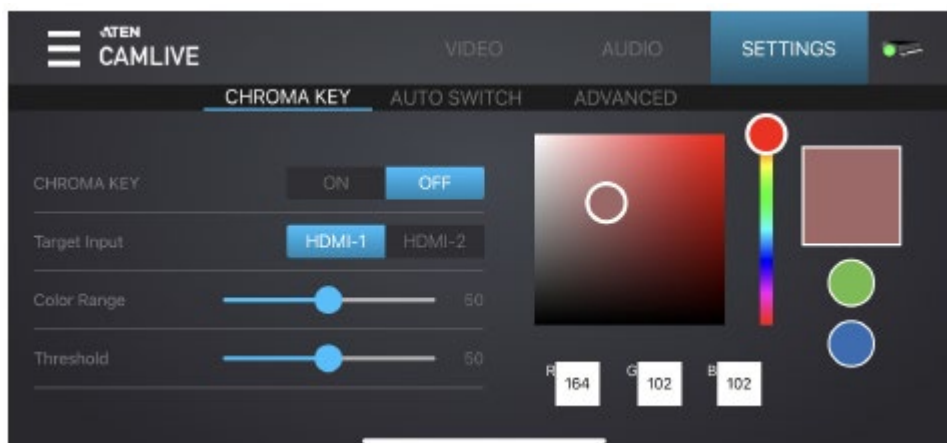 ATEN
CAMLIVE
VIDEO AUDIO SETTINGS
CHROMA KEY AUTO SWITCH ADVANCED
CHROMA KEY ON OFF
Target Input HDMI-1 HDMI-2
Color Range 50
Threshold 50
R 164 G 102 B 102